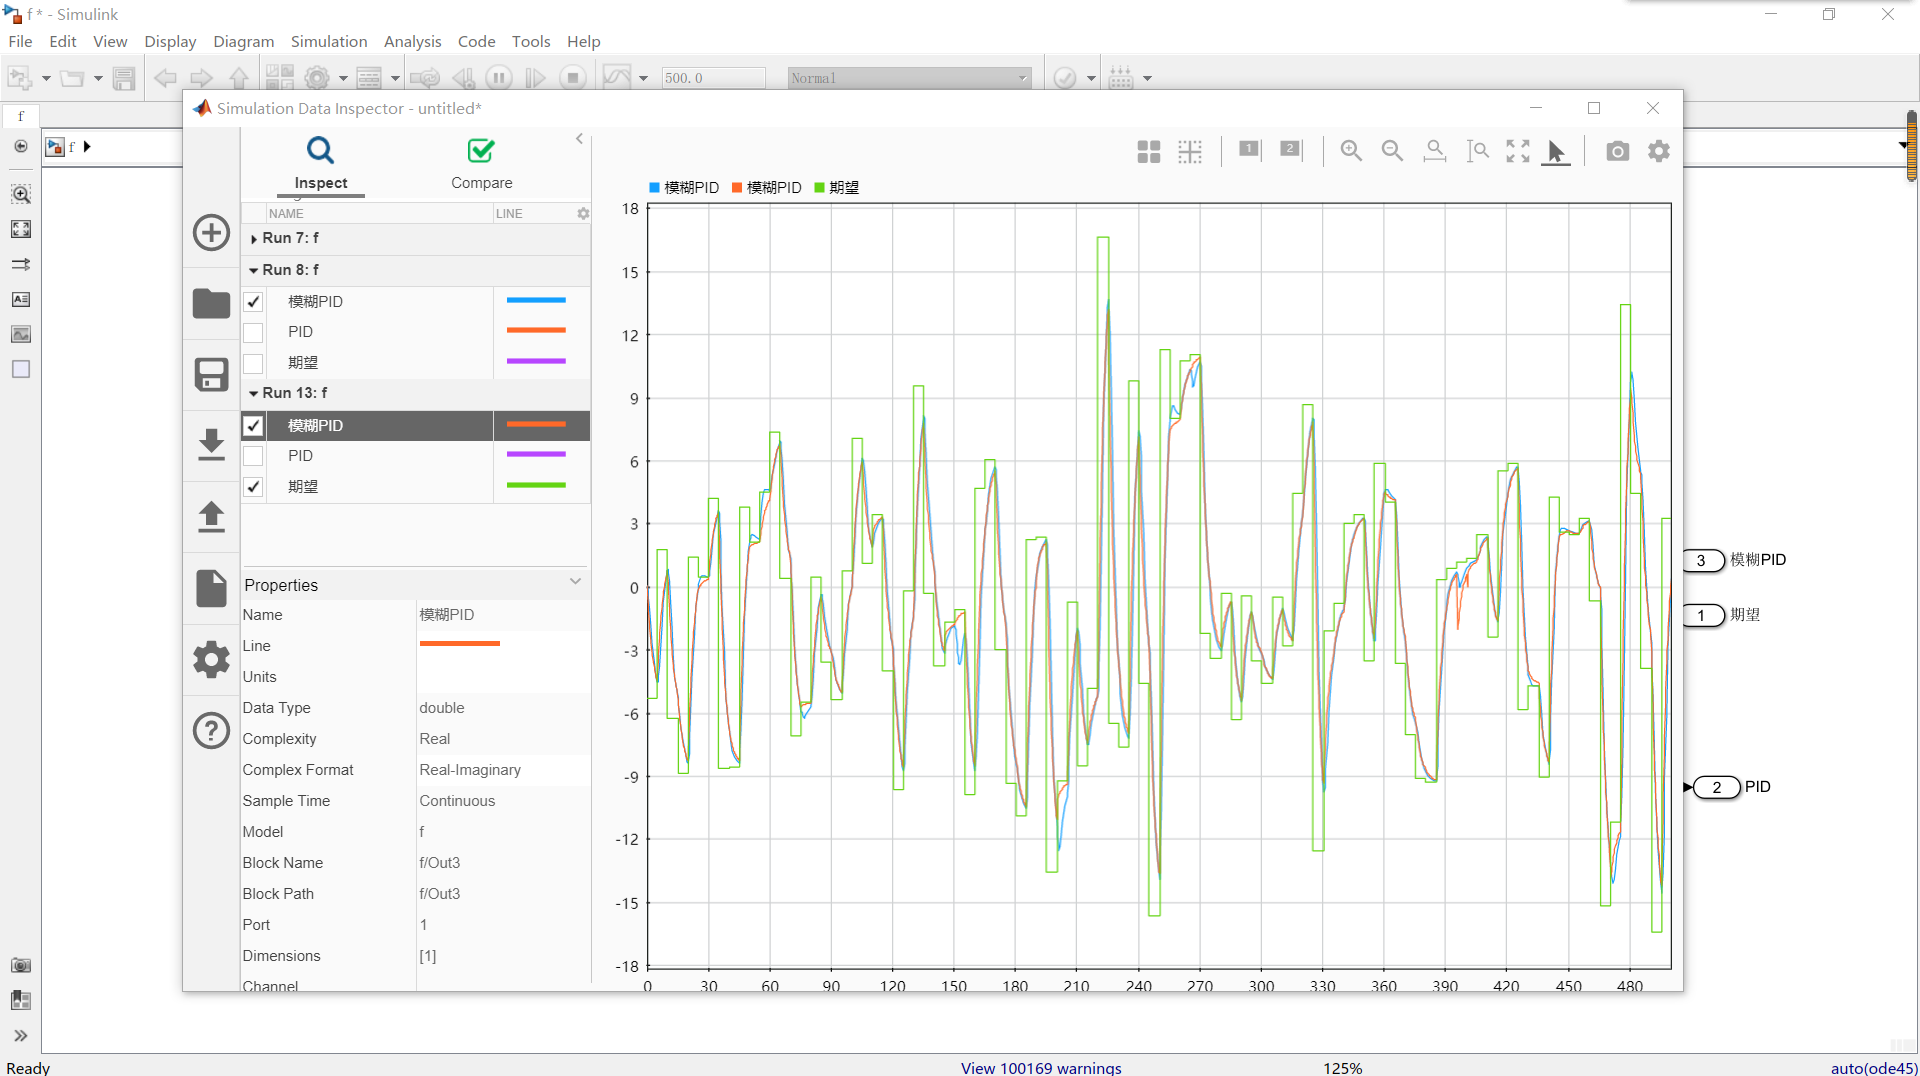 f * - Simulink
File Edit View Display Diagram Simulation Analysis Code Tools Help
500.0 Normal
f
f
Simulation Data Inspector - untitled*
Inspect Compare
1 2
NAME LINE
Run 7: f
Run 8: f
模糊PID
PID
期望
Run 13: f
模糊PID
PID
期望
Properties
Name 模糊PID
Line
Units
Data Type double
Complexity Real
Complex Format Real-Imaginary
Sample Time Continuous
Model f
Block Name f/Out3
Block Path f/Out3
Port 1
Dimensions [1]
Channel
模糊PID 模糊PID 期望
18
15
12
9
6
3
0
-3
-6
-9
-12
-15
-18
0 30 60 90 120 150 180 210 240 270 300 330 360 390 420 450 480
3 模糊PID
1 期望
2 PID
Ready View 100169 warnings 125% auto(ode45)